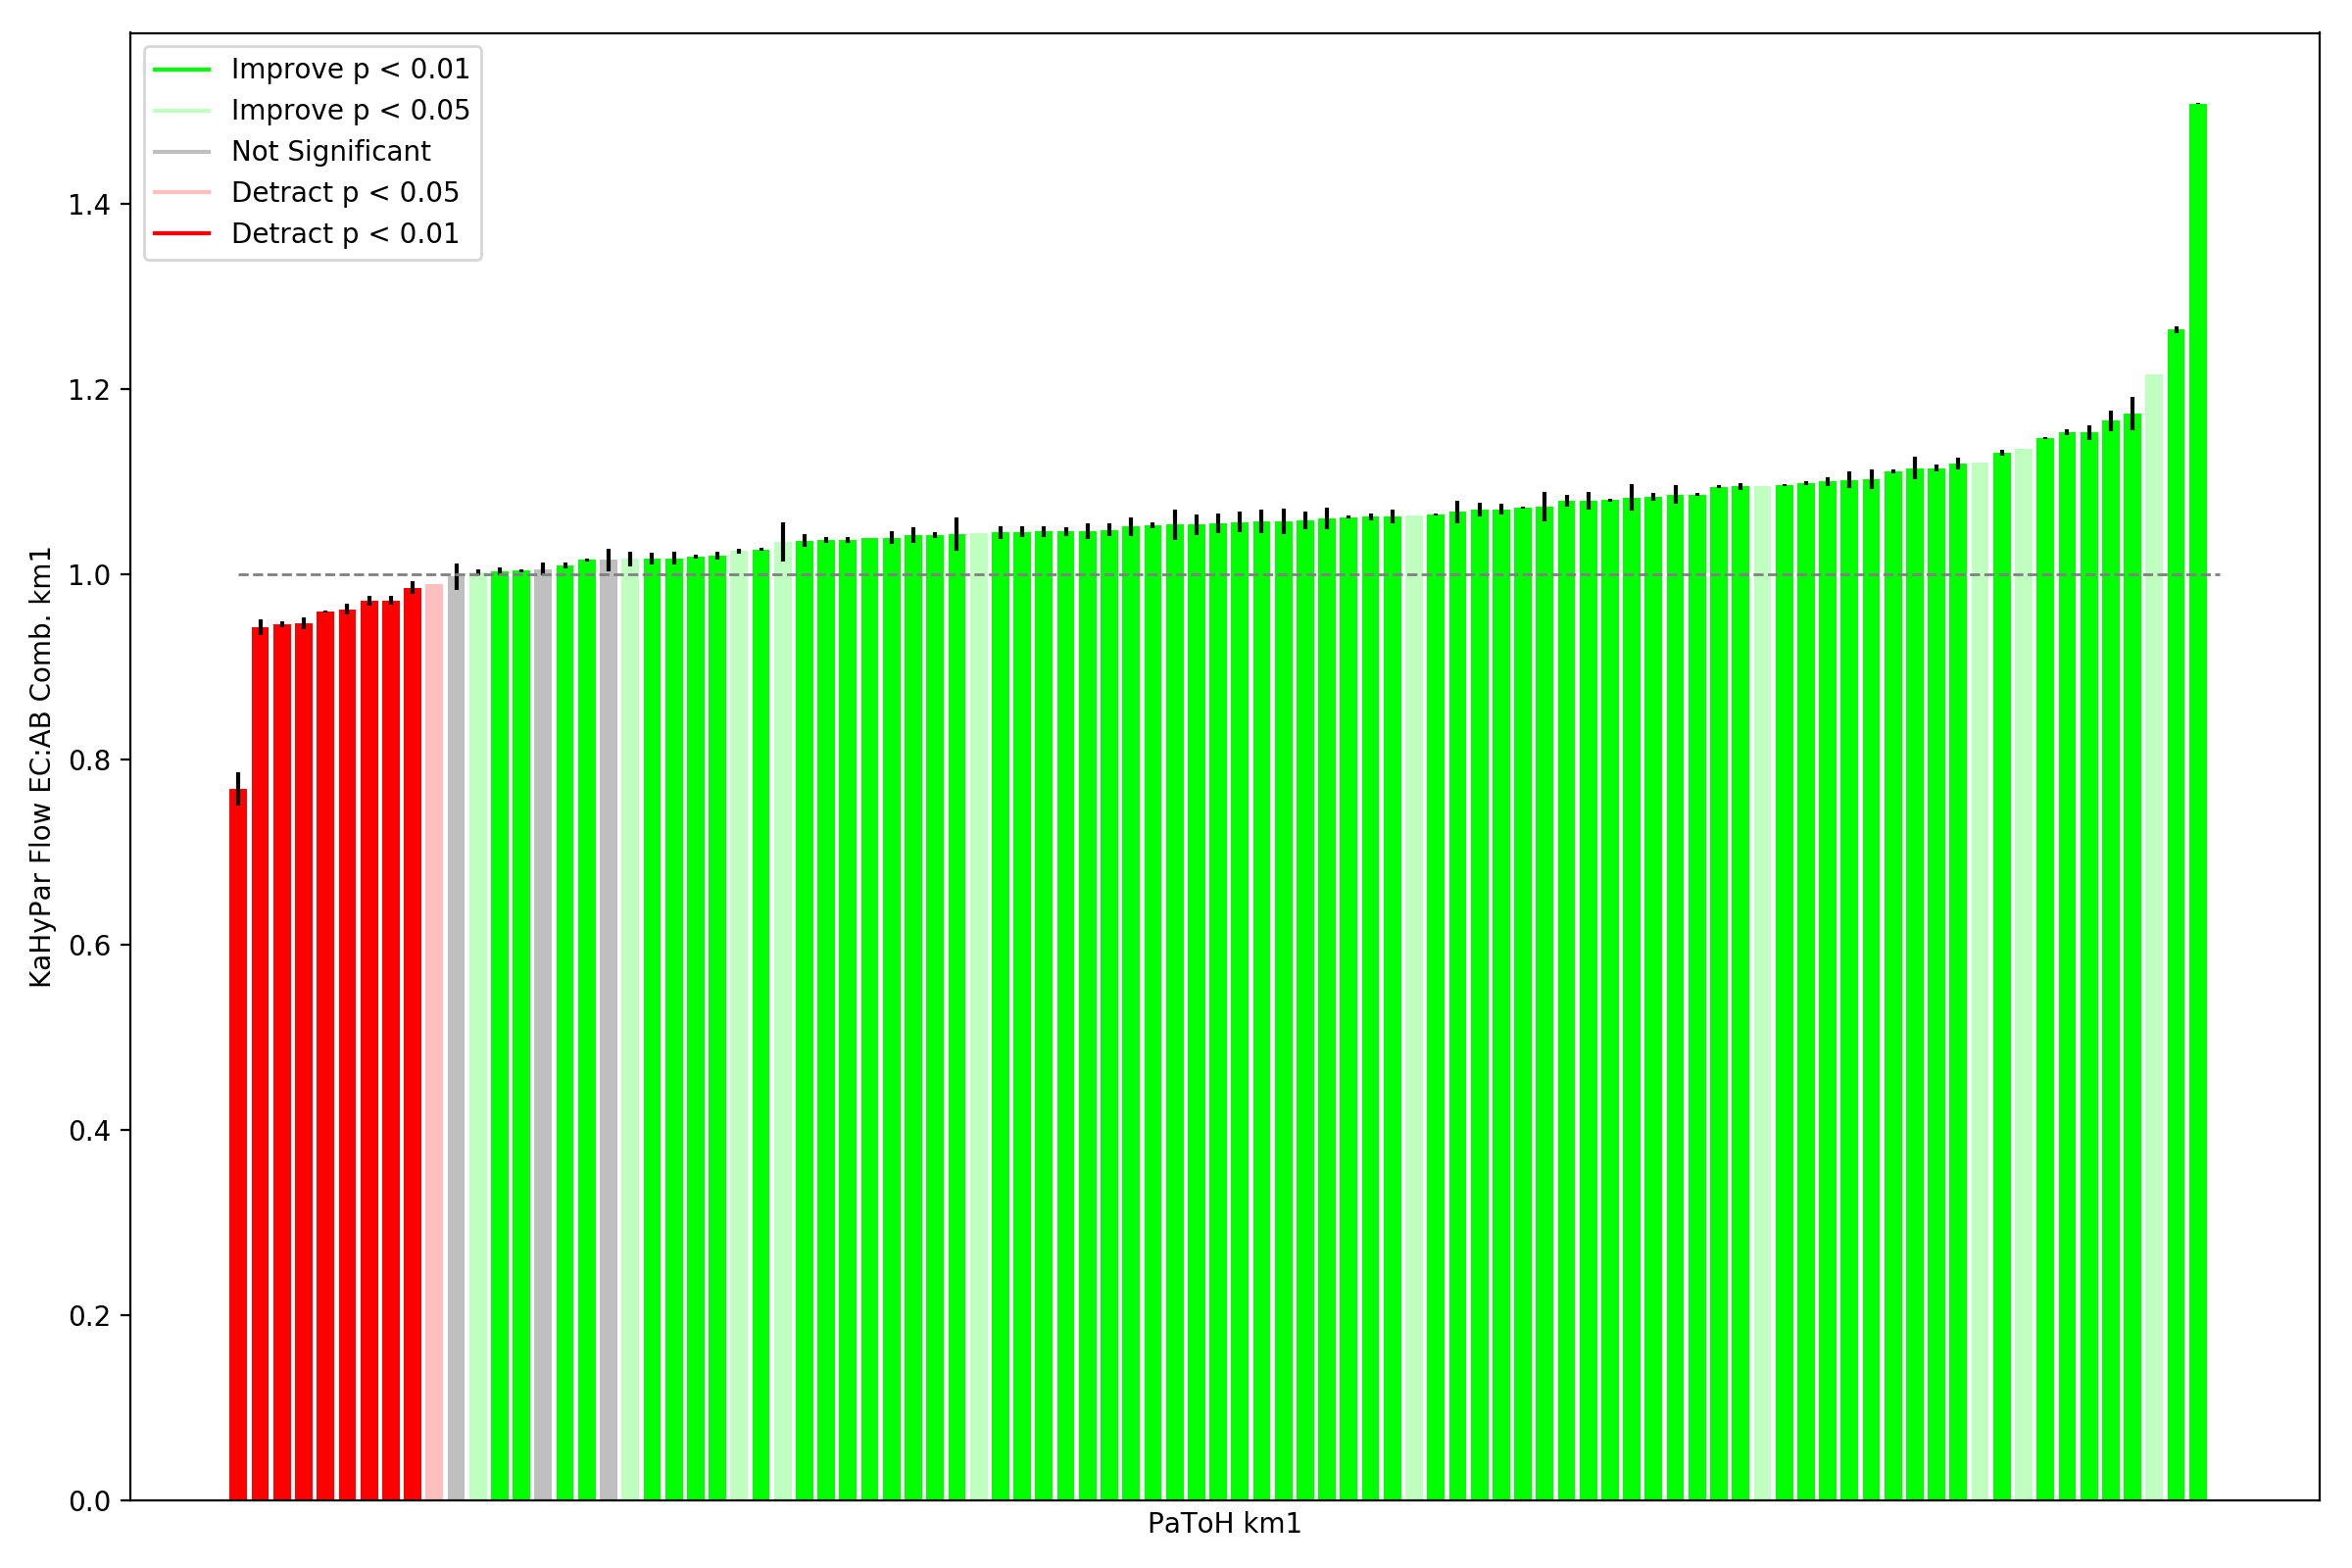 Improve p < 0.01
Improve p < 0.05
Not Significant
Detract p < 0.05
Detract p < 0.01
1.4
1.2
1.0
0.8
0.6
0.4
0.2
0.0
KaHyPar Flow EC:AB Comb. km1
PaToH km1